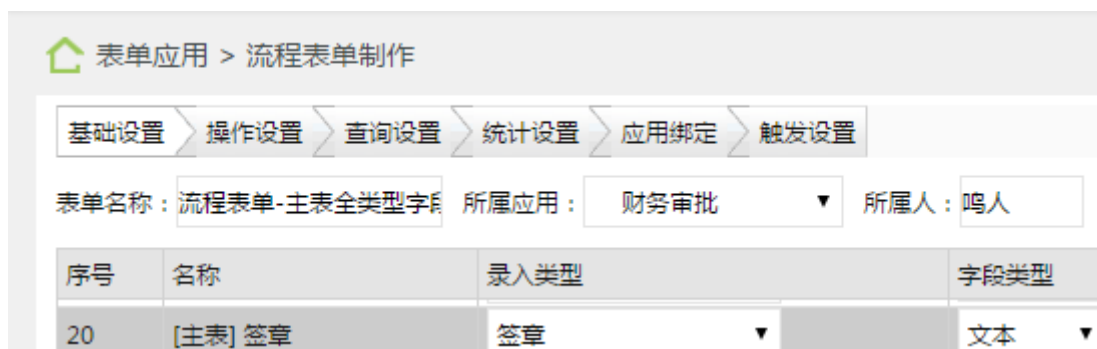 表单应用 > 流程表单制作
基础设置 操作设置 查询设置 统计设置 应用绑定 触发设置
表单名称：流程表单-主表全类型字段 所属应用： 财务审批 所属人：鸣人
序号 名称 录入类型 字段类型
20 [主表] 签章 签章 文本